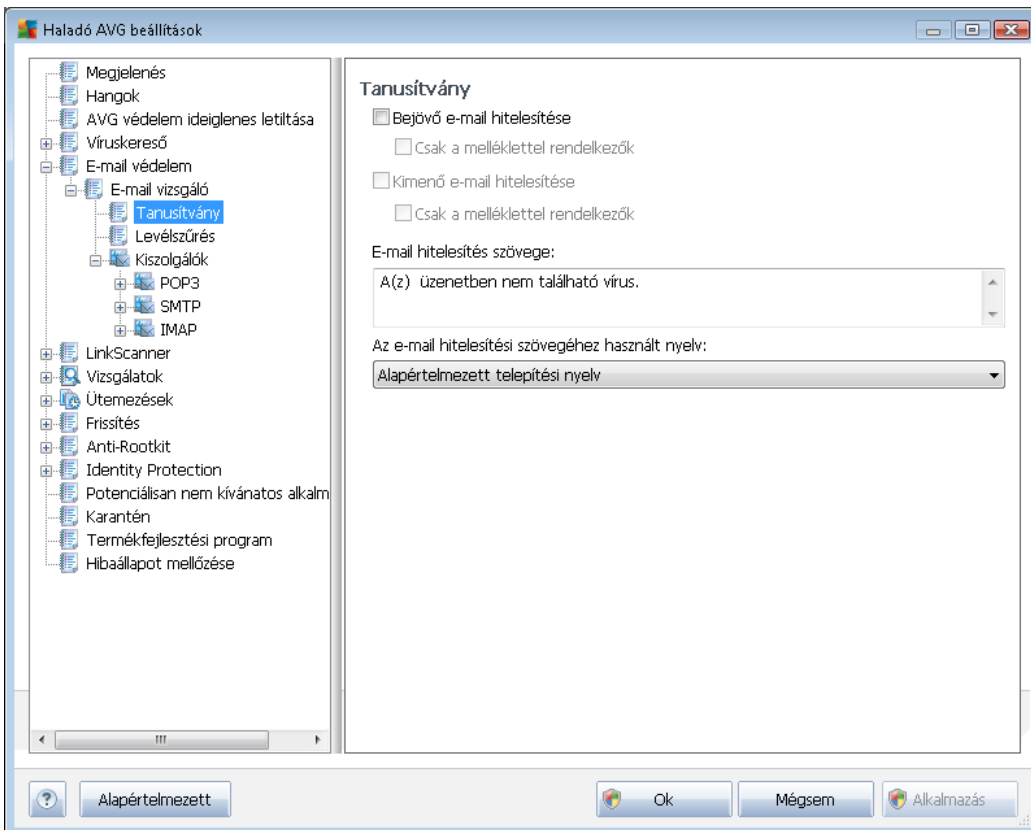 Haladó AVG beállítások
Megjelenés
Hangok
AVG védelem ideiglenes letiltása
Víruskereső
E-mail védelem
E-mail vizsgáló
Tanusítvány
Levélszűrés
Kiszolgálók
POP3
SMTP
IMAP
LinkScanner
Vizsgálatok
Ütemezések
Frissítés
Anti-Rootkit
Identity Protection
Potenciálisan nem kívánatos alkalm
Karantén
Termékfejlesztési program
Hibaállapot mellőzése
Tanusítvány
Bejövő e-mail hitelesítése
Csak a melléklettel rendelkezők
Kimenő e-mail hitelesítése
Csak a melléklettel rendelkezők
E-mail hitelesítés szövege:
A(z)  üzenetben nem található vírus.
Az e-mail hitelesítési szövegéhez használt nyelv:
Alapértelmezett telepítési nyelv
? Alapértelmezett Ok Mégsem Alkalmazás